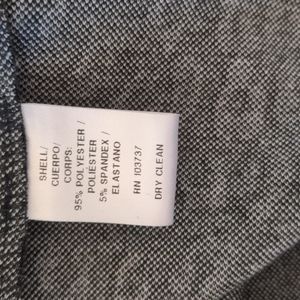 SHELL/
CUERPO/
CORPS:
95% POLYESTER /
POLIÉSTER
5% SPANDEX /
ELASTANO
RN 103737
DRY CLEAN